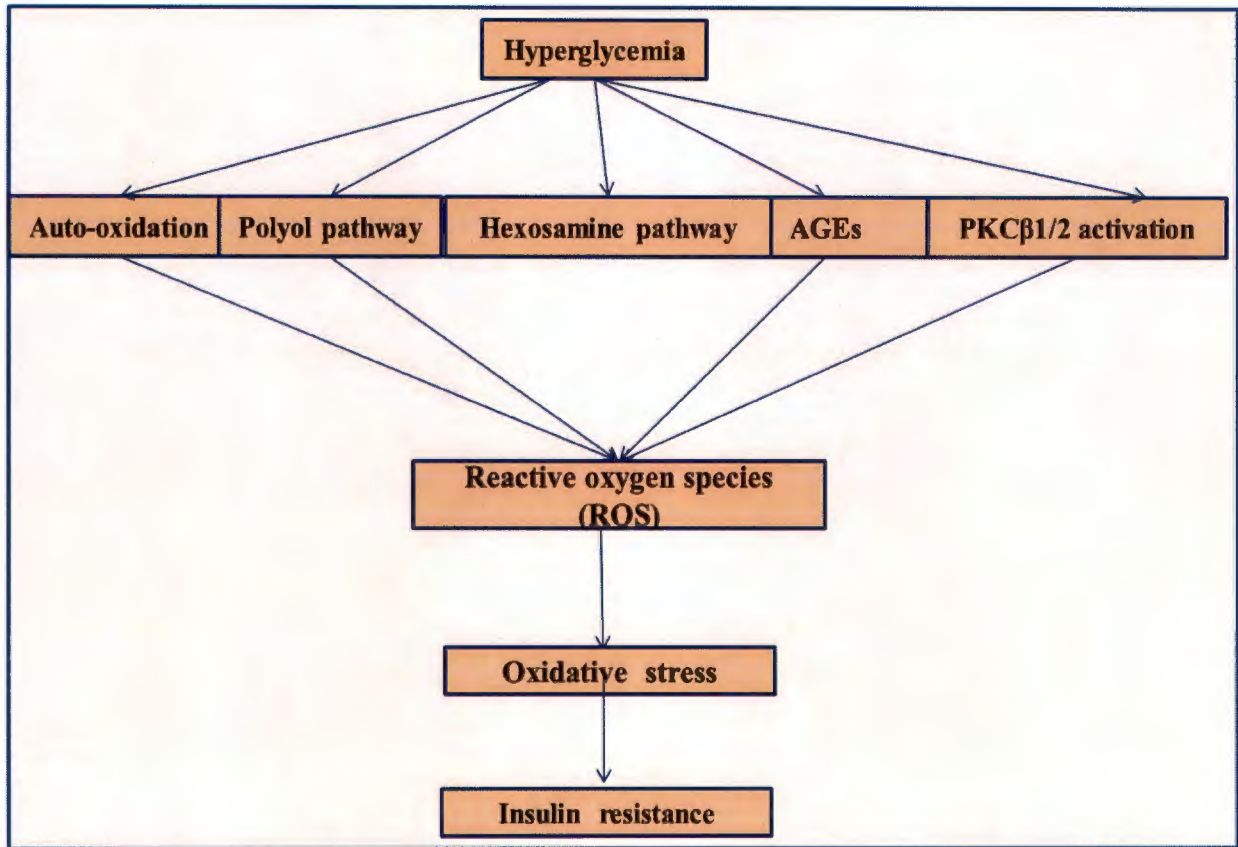 Hyperglycemia
Auto-oxidation
Polyol pathway
Hexosamine pathway
AGEs
PKCβ1/2 activation
Reactive oxygen species
(ROS)
Oxidative stress
Insulin resistance